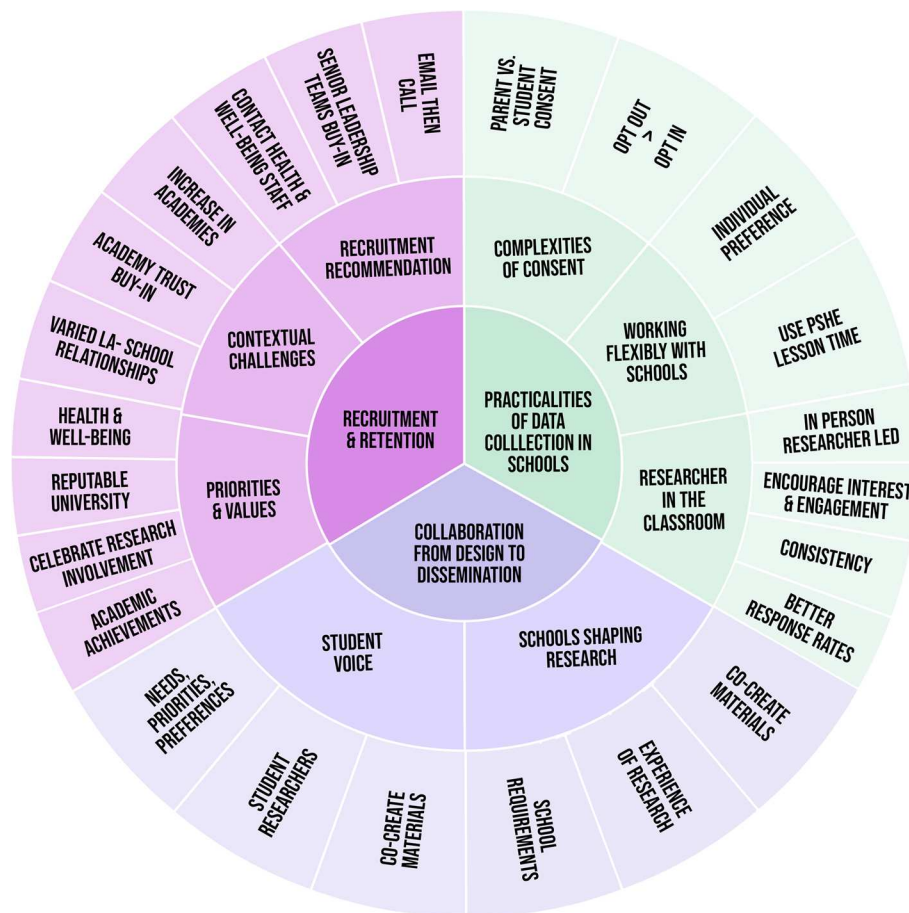 RECRUITMENT
& RETENTION
RECRUITMENT
RECOMMENDATION
EMAIL THEN
CALL
SENIOR LEADERSHIP
TEAMS BUY-IN
CONTACT HEALTH &
WELL-BEING STAFF
CONTEXTUAL
CHALLENGES
INCREASE IN
ACADEMIES
ACADEMY TRUST
BUY-IN
VARIED LA- SCHOOL
RELATIONSHIPS
PRIORITIES
& VALUES
HEALTH &
WELL-BEING
REPUTABLE
UNIVERSITY
CELEBRATE RESEARCH
INVOLVEMENT
ACADEMIC
ACHIEVEMENTS
PRACTICALITIES
OF DATA
COLLLECTION IN
SCHOOLS
COMPLEXITIES
OF CONSENT
PARENT VS.
STUDENT
CONSENT
OPT OUT
^
OPT IN
WORKING
FLEXIBLY WITH
SCHOOLS
INDIVIDUAL
PREFERENCE
USE PSHE
LESSON TIME
RESEARCHER
IN THE
CLASSROOM
IN PERSON
RESEARCHER LED
ENCOURAGE INTEREST
& ENGAGEMENT
CONSISTENCY
BETTER
RESPONSE RATES
COLLABORATION
FROM DESIGN TO
DISSEMINATION
SCHOOLS SHAPING
RESEARCH
CO-CREATE
MATERIALS
EXPERIENCE
OF RESEARCH
SCHOOL
REQUIREMENTS
STUDENT
VOICE
CO-CREATE
MATERIALS
STUDENT
RESEARCHERS
NEEDS,
PRIORITIES,
PREFERENCES